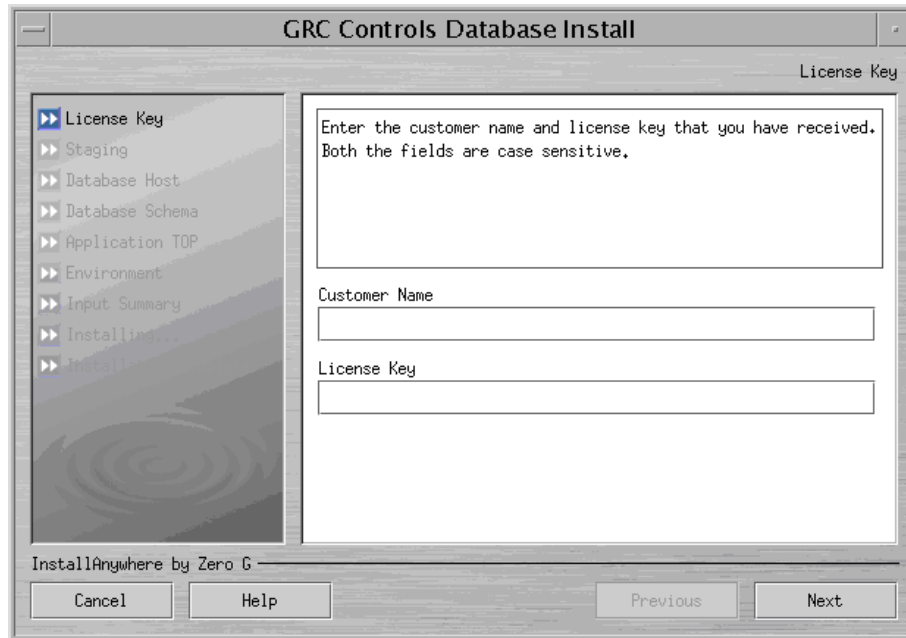 GRC Controls Database Install
License Key
License Key
Staging
Database Host
Database Schema
Application TOP
Environment
Input Summary
Installing...
Install
Enter the customer name and license key that you have received.
Both the fields are case sensitive.
Customer Name
License Key
InstallAnywhere by Zero G
Cancel
Help
Previous
Next